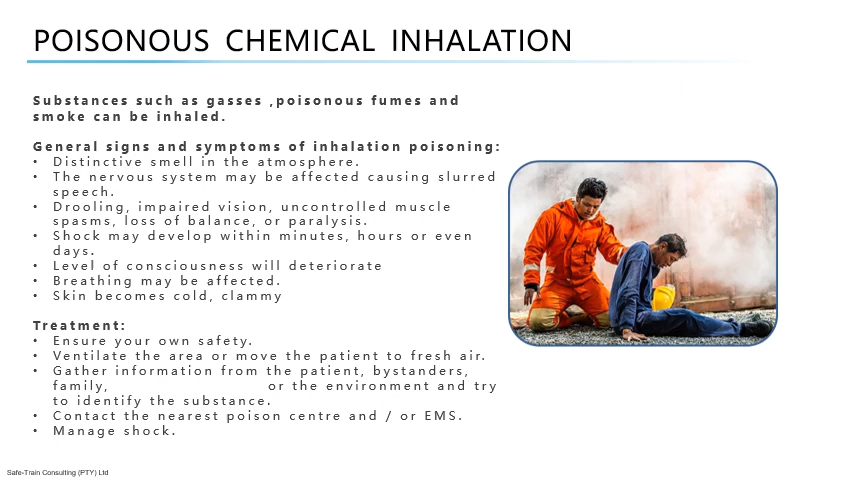 POISONOUS CHEMICAL INHALATION
Substances such as gasses ,poisonous fumes and
smoke can be inhaled.
General signs and symptoms of inhalation poisoning:
• Distinctive smell in the atmosphere.
• The nervous system may be affected causing slurred
speech.
• Drooling, impaired vision, uncontrolled muscle
spasms, loss of balance, or paralysis.
• Shock may develop within minutes, hours or even
days.
• Level of consciousness will deteriorate
• Breathing may be affected.
• Skin becomes cold, clammy
Treatment:
• Ensure your own safety.
• Ventilate the area or move the patient to fresh air.
• Gather information from the patient, bystanders,
family, or the environment and try
to identify the substance.
• Contact the nearest poison centre and / or EMS.
• Manage shock.
Safe-Train Consulting (PTY) Ltd